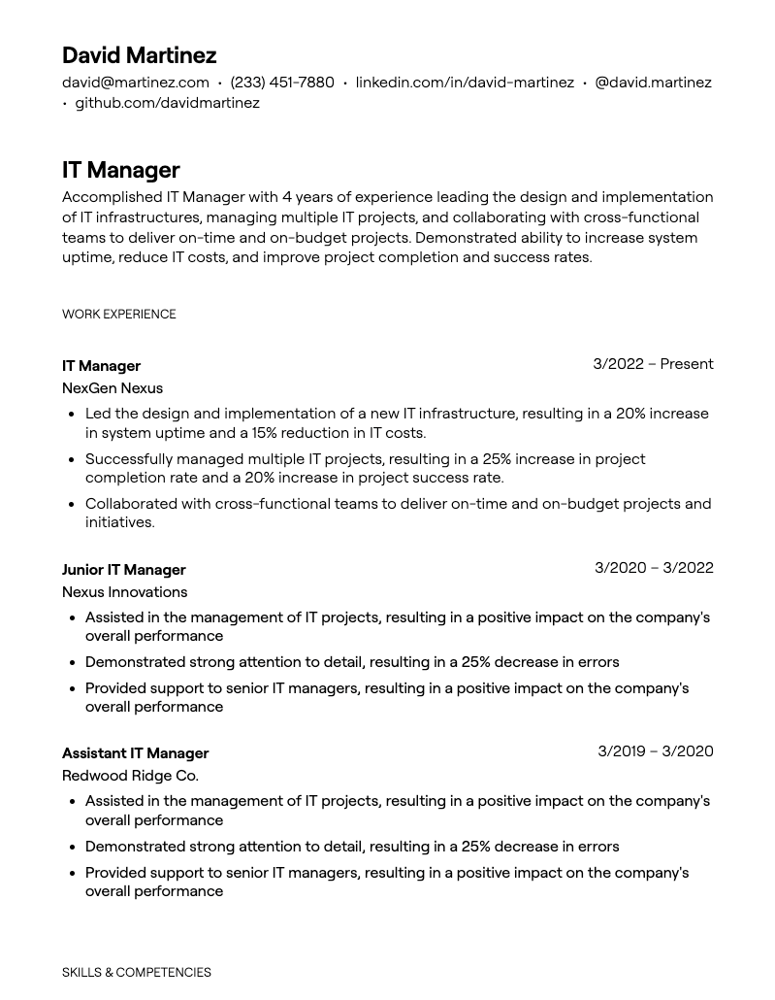 David Martinez
david@martinez.com · (233) 451-7880 · linkedin.com/in/david-martinez · @david.martinez
· github.com/davidmartinez
IT Manager
Accomplished IT Manager with 4 years of experience leading the design and implementation
of IT infrastructures, managing multiple IT projects, and collaborating with cross-functional
teams to deliver on-time and on-budget projects. Demonstrated ability to increase system
uptime, reduce IT costs, and improve project completion and success rates.
WORK EXPERIENCE
IT Manager 3/2022 – Present
NexGen Nexus
• Led the design and implementation of a new IT infrastructure, resulting in a 20% increase
in system uptime and a 15% reduction in IT costs.
• Successfully managed multiple IT projects, resulting in a 25% increase in project
completion rate and a 20% increase in project success rate.
• Collaborated with cross-functional teams to deliver on-time and on-budget projects and
initiatives.
Junior IT Manager 3/2020 – 3/2022
Nexus Innovations
• Assisted in the management of IT projects, resulting in a positive impact on the company's
overall performance
• Demonstrated strong attention to detail, resulting in a 25% decrease in errors
• Provided support to senior IT managers, resulting in a positive impact on the company's
overall performance
Assistant IT Manager 3/2019 – 3/2020
Redwood Ridge Co.
• Assisted in the management of IT projects, resulting in a positive impact on the company's
overall performance
• Demonstrated strong attention to detail, resulting in a 25% decrease in errors
• Provided support to senior IT managers, resulting in a positive impact on the company's
overall performance
SKILLS & COMPETENCIES